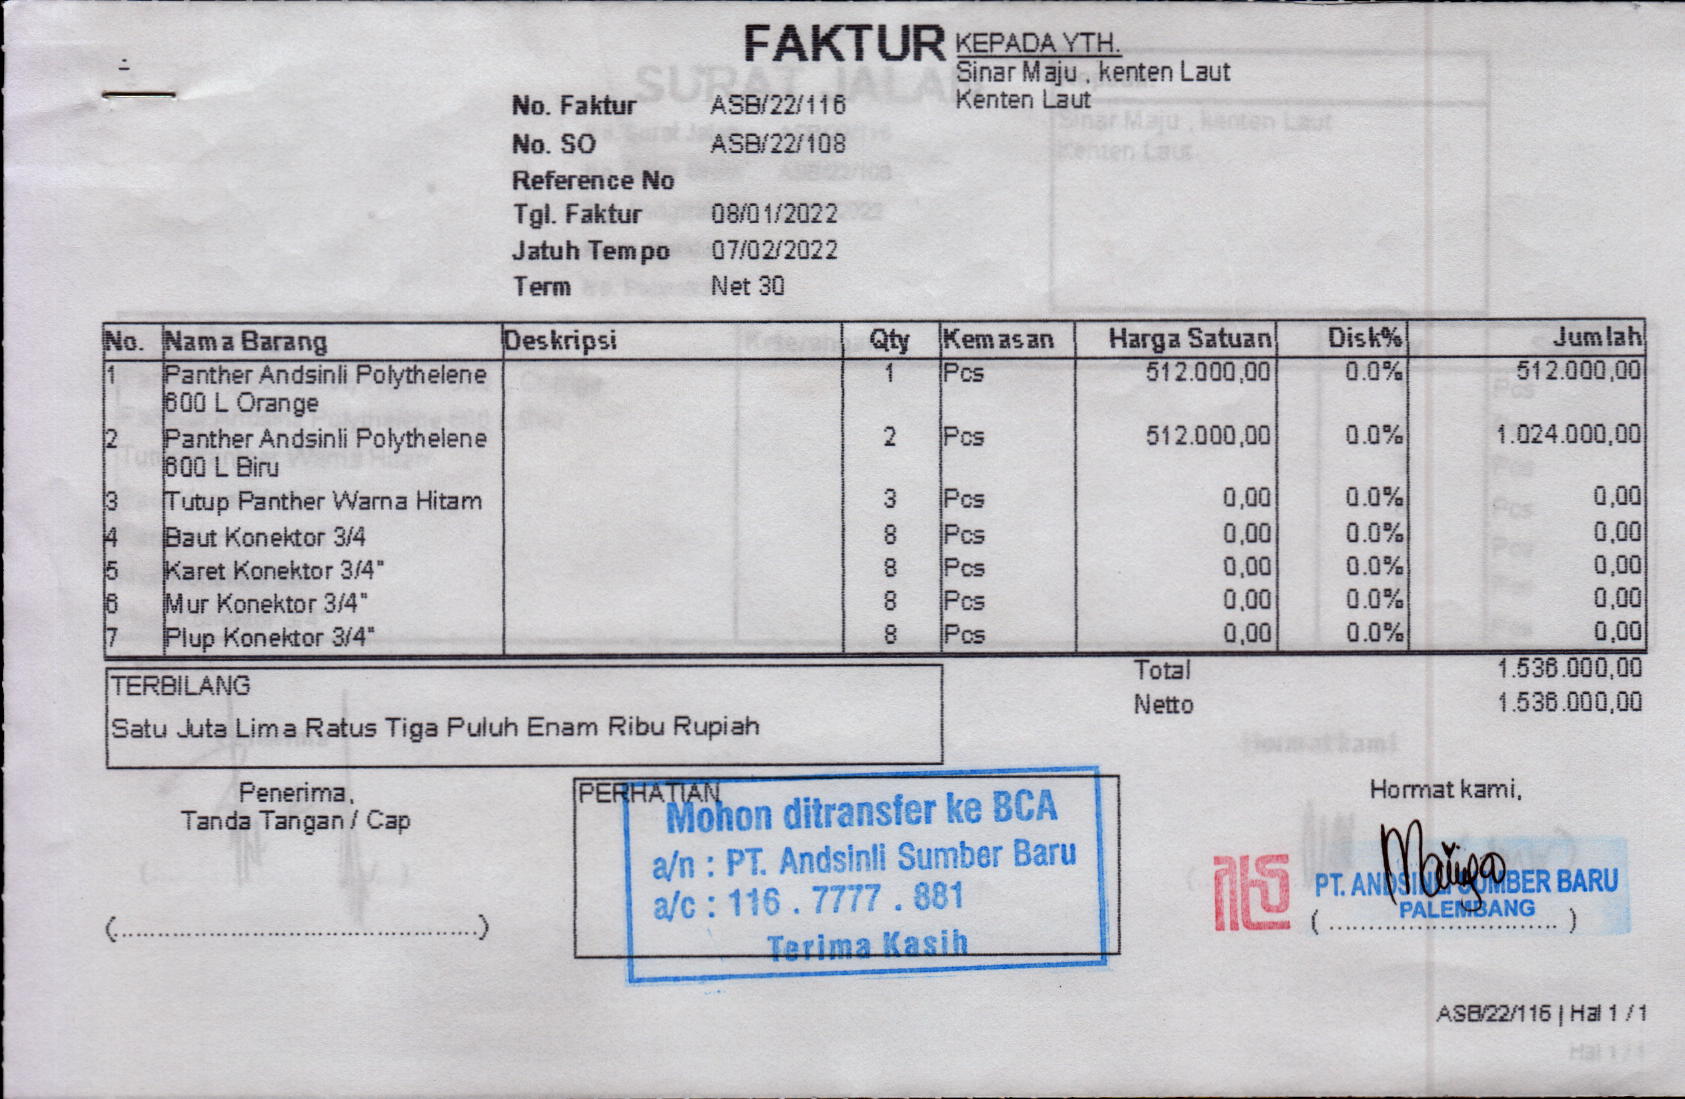 FAKTUR
KEPADA YTH.
Sinar Maju , kenten Laut
Kenten Laut
No. Faktur ASB/22/116
No. SO ASB/22/108
Reference No
Tgl. Faktur 08/01/2022
Jatuh Tempo 07/02/2022
Term Net 30
No. Nama Barang Deskripsi Qty Kemasan Harga Satuan Disk% Jumlah
1 Panther Andsinli Polythelene 1 Pcs 512.000,00 0.0% 512.000,00
600 L Orange
2 Panther Andsinli Polythelene 2 Pcs 512.000,00 0.0% 1.024.000,00
600 L Biru
3 Tutup Panther Warna Hitam 3 Pcs 0,00 0.0% 0,00
4 Baut Konektor 3/4 8 Pcs 0,00 0.0% 0,00
5 Karet Konektor 3/4" 8 Pcs 0,00 0.0% 0,00
6 Mur Konektor 3/4" 8 Pcs 0,00 0.0% 0,00
7 Plup Konektor 3/4" 8 Pcs 0,00 0.0% 0,00
Total 1.536.000,00
Netto 1.536.000,00
TERBILANG
Satu Juta Lima Ratus Tiga Puluh Enam Ribu Rupiah
Penerima,
Tanda Tangan / Cap
(..............................................)
PERHATIAN
Mohon ditransfer ke BCA
a/n : PT. Andsinli Sumber Baru
a/c : 116 . 7777 . 881
Terima Kasih
Hormat kami,
PT. ANDSINLI SUMBER BARU
PALEMBANG
( ............................. )
ASB/22/116 | Hal 1 / 1